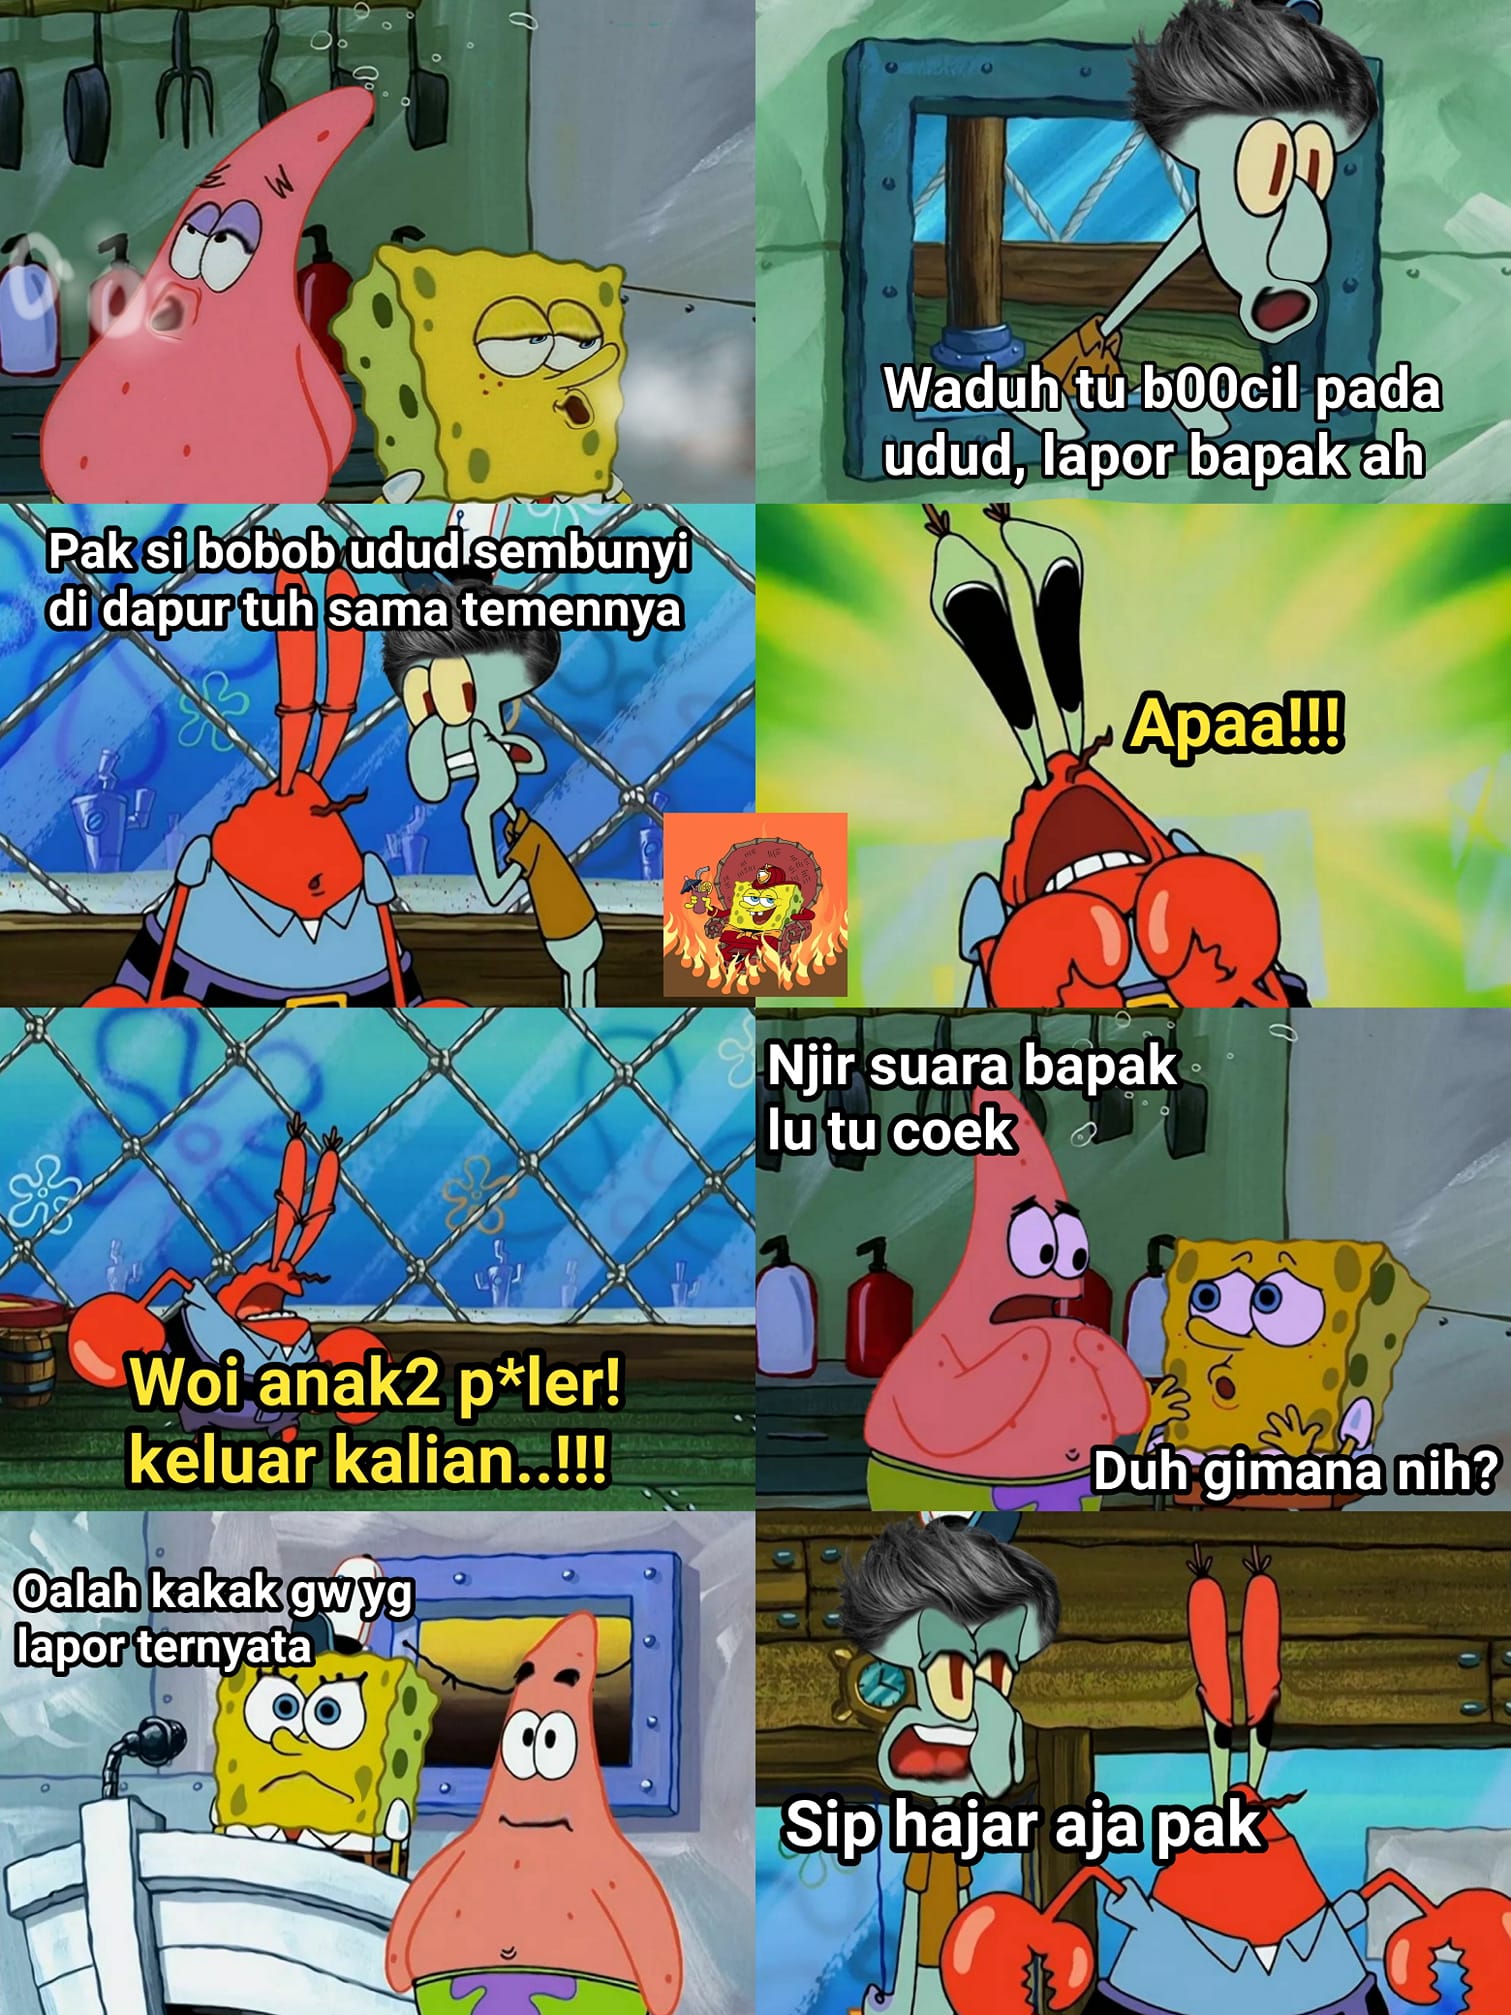 Waduh tu b00cil pada
udud, lapor bapak ah
Pak si bobob udud sembunyi
di dapur tuh sama temennya
Apaa!!!
Woi anak2 p*ler!
keluar kalian..!!!
Njir suara bapak
lu tu coek
Duh gimana nih?
Oalah kakak gw yg
lapor ternyata
Sip hajar aja pak